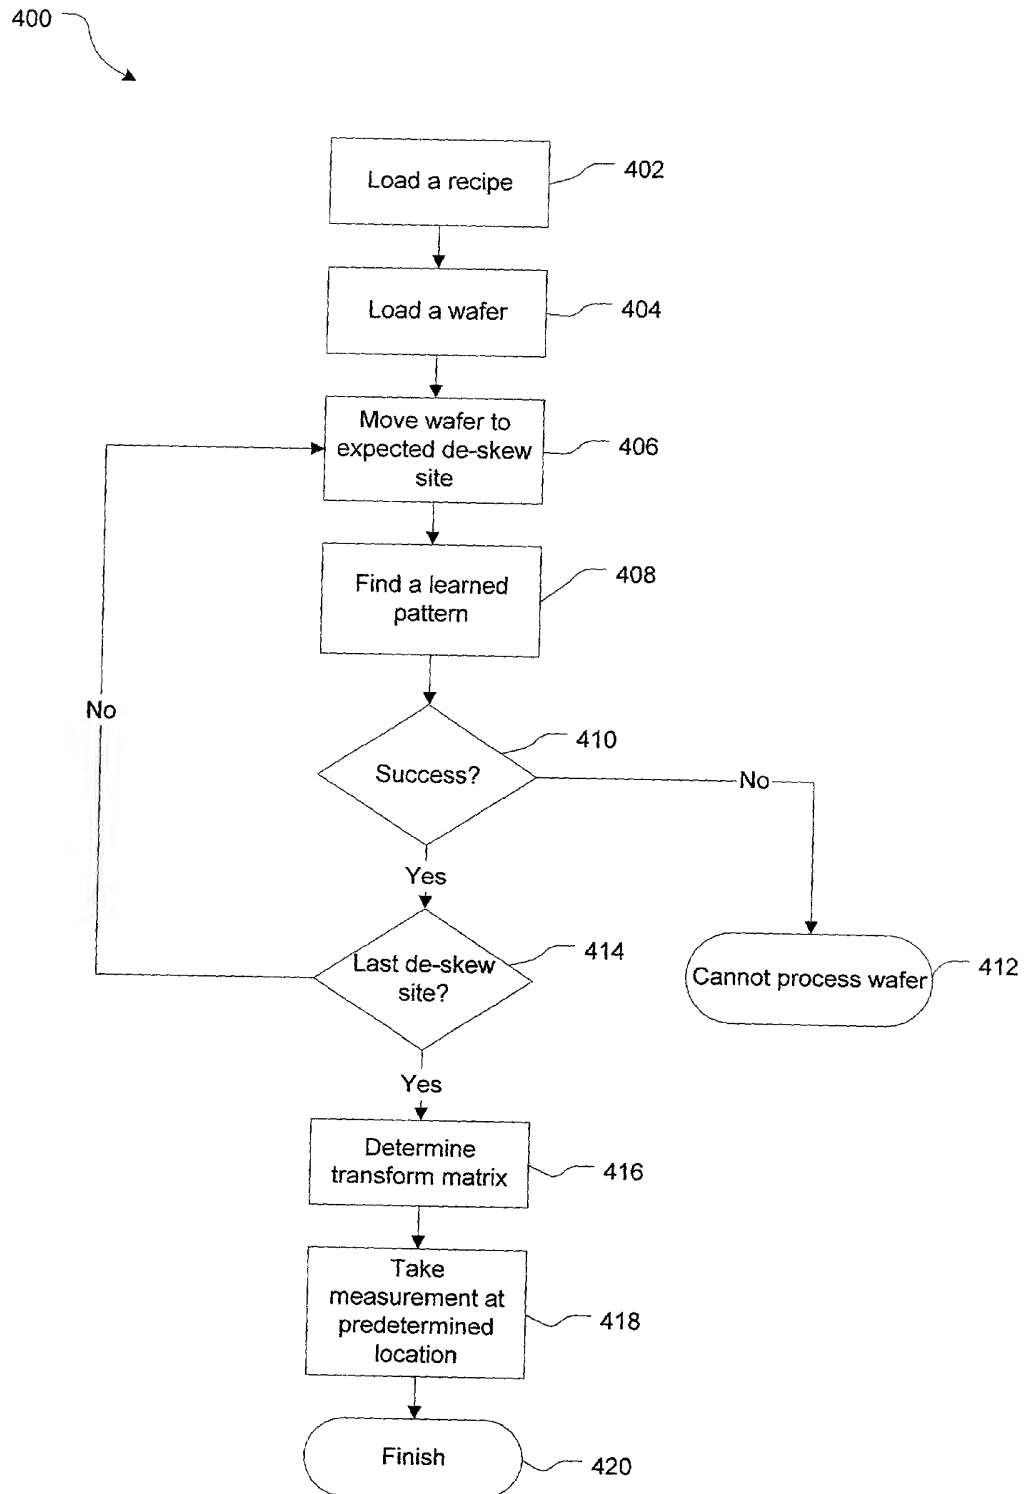 400
Load a recipe
402
Load a wafer
404
Move wafer to
expected de-skew
site
406
Find a learned
pattern
408
No
Success?
410
No
Yes
Last de-skew
site?
414
Cannot process wafer
412
Yes
Determine
transform matrix
416
Take
measurement at
predetermined
location
418
Finish
420